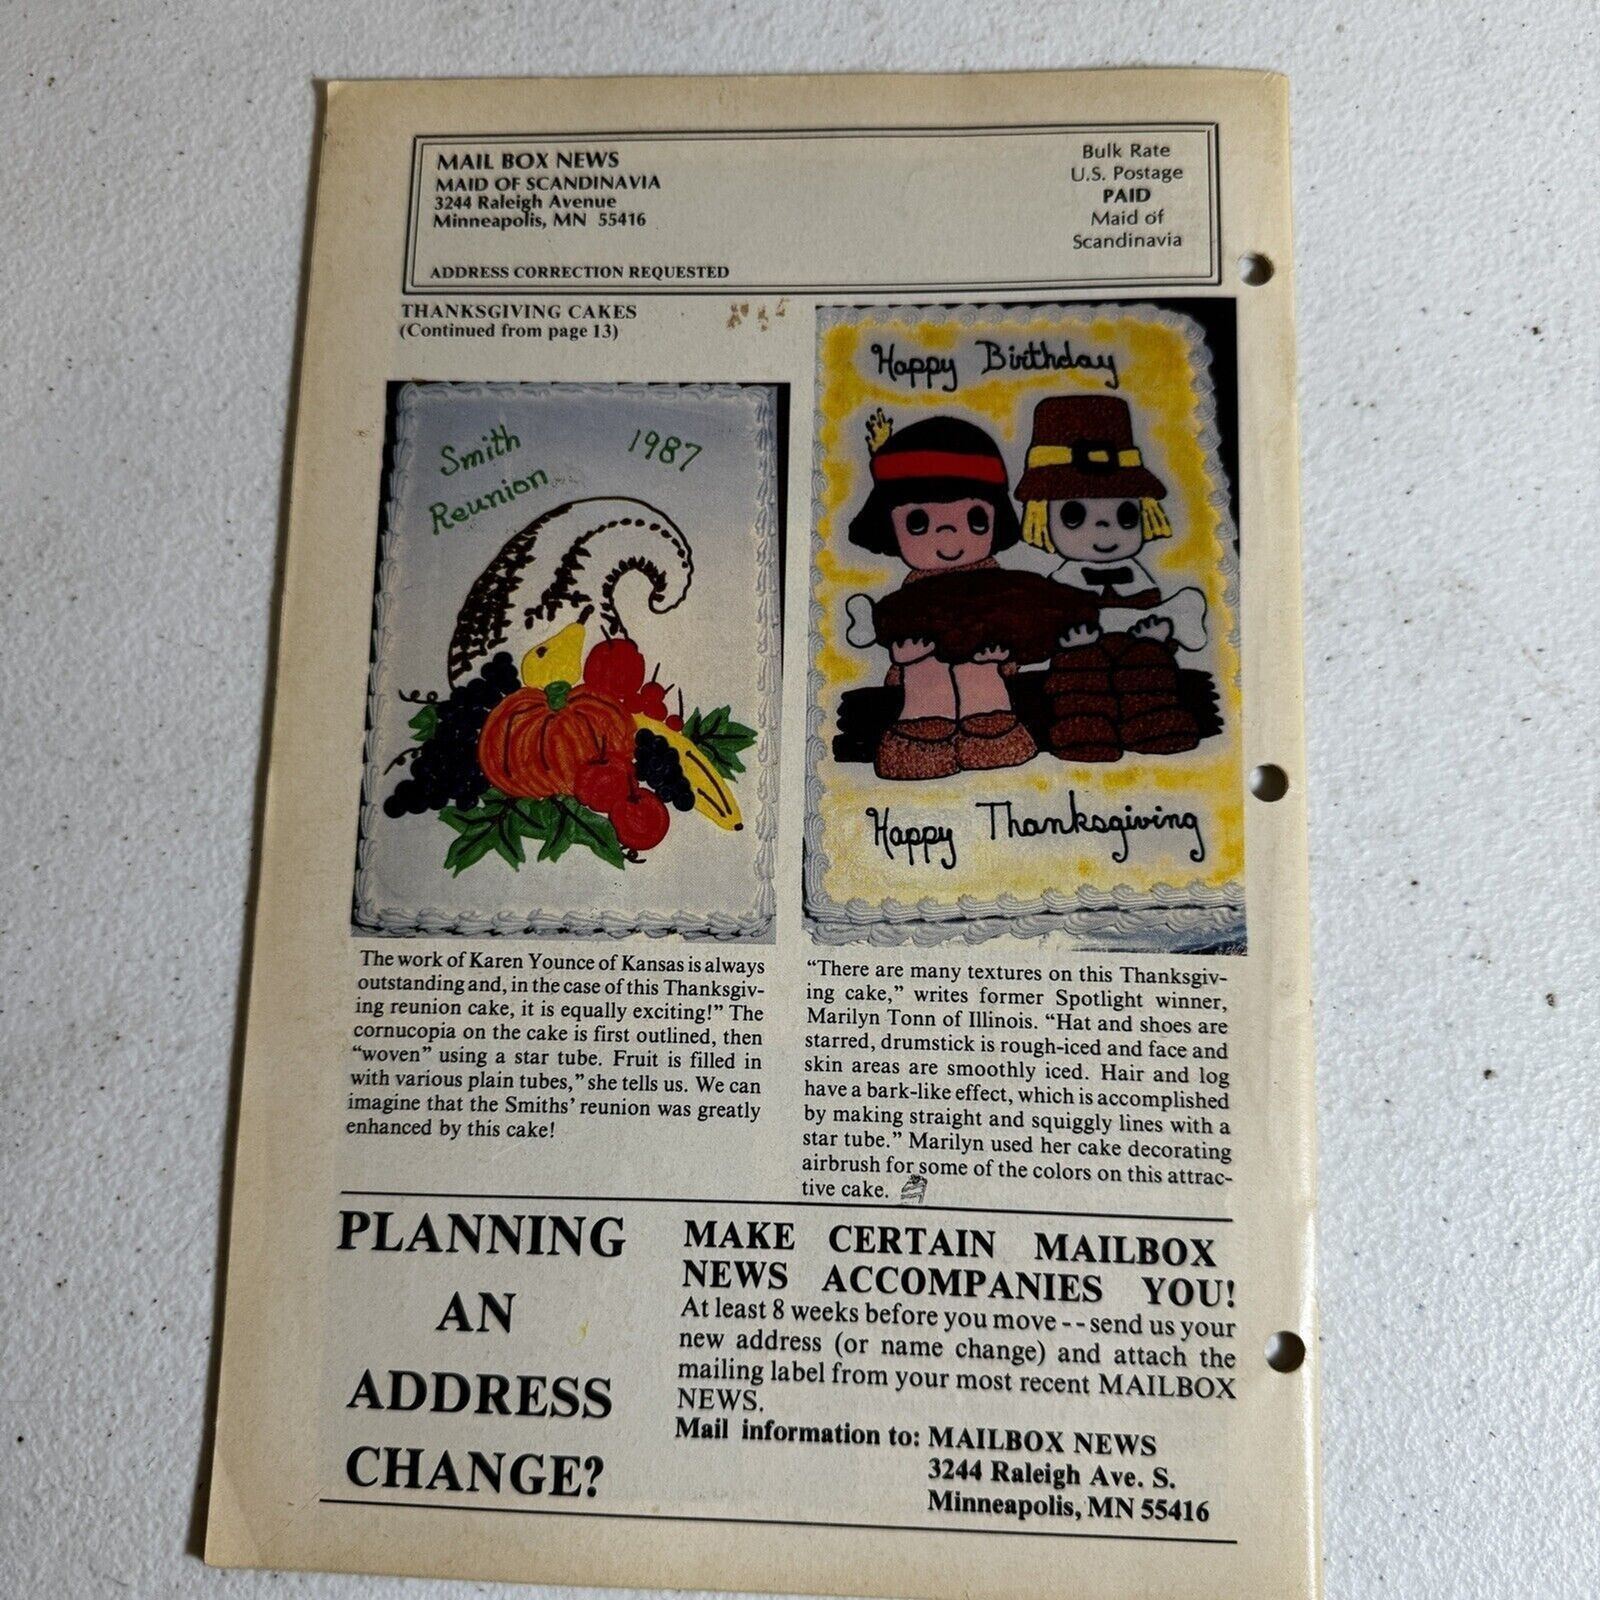 MAIL BOX NEWS
MAID OF SCANDINAVIA
3244 Raleigh Avenue
Minneapolis, MN 55416
ADDRESS CORRECTION REQUESTED
Bulk Rate
U.S. Postage
PAID
Maid of
Scandinavia
THANKSGIVING CAKES
(Continued from page 13)
Smith
Reunion
1987
Happy Birthday
Happy Thanksgiving
The work of Karen Younce of Kansas is always
outstanding and, in the case of this Thanksgiv-
ing reunion cake, it is equally exciting!” The
cornucopia on the cake is first outlined, then
“woven” using a star tube. Fruit is filled in
with various plain tubes,” she tells us. We can
imagine that the Smiths’ reunion was greatly
enhanced by this cake!
“There are many textures on this Thanksgiv-
ing cake,” writes former Spotlight winner,
Marilyn Tonn of Illinois. “Hat and shoes are
starred, drumstick is rough-iced and face and
skin areas are smoothly iced. Hair and log
have a bark-like effect, which is accomplished
by making straight and squiggly lines with a
star tube.” Marilyn used her cake decorating
airbrush for some of the colors on this attrac-
tive cake.
PLANNING
AN
ADDRESS
CHANGE?
MAKE CERTAIN MAILBOX
NEWS ACCOMPANIES YOU!
At least 8 weeks before you move -- send us your
new address (or name change) and attach the
mailing label from your most recent MAILBOX
NEWS.
Mail information to: MAILBOX NEWS
3244 Raleigh Ave. S.
Minneapolis, MN 55416